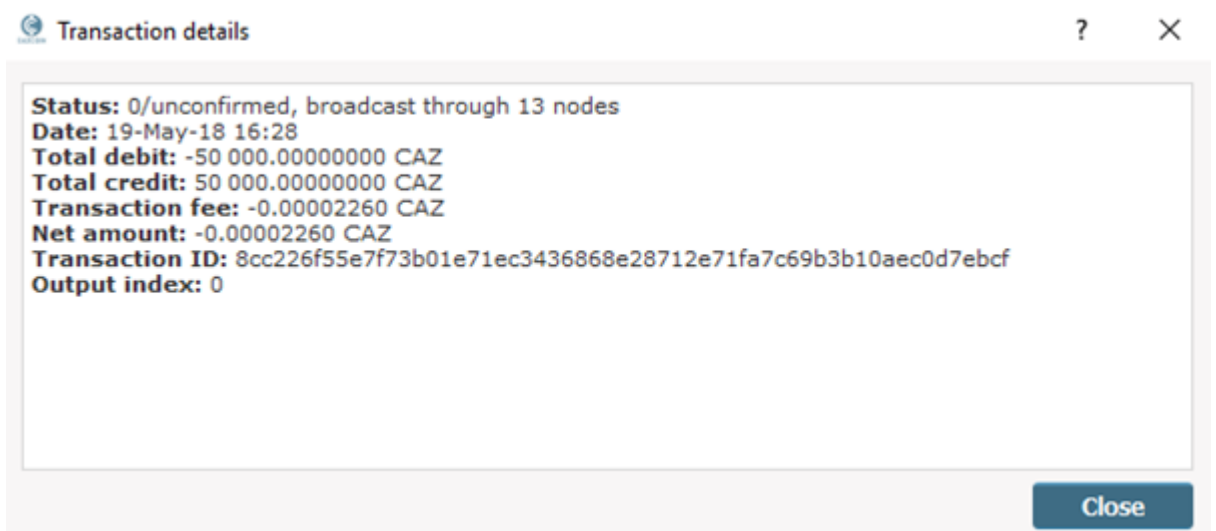 Transaction details
?
Status: 0/unconfirmed, broadcast through 13 nodes
Date: 19-May-18 16:28
Total debit: -50 000.00000000 CAZ
Total credit: 50 000.00000000 CAZ
Transaction fee: -0.00002260 CAZ
Net amount: -0.00002260 CAZ
Transaction ID: 8cc226f55e7f73b01e71ec3436868e28712e71fa7c69b3b10aec0d7ebcf
Output index: 0
Close